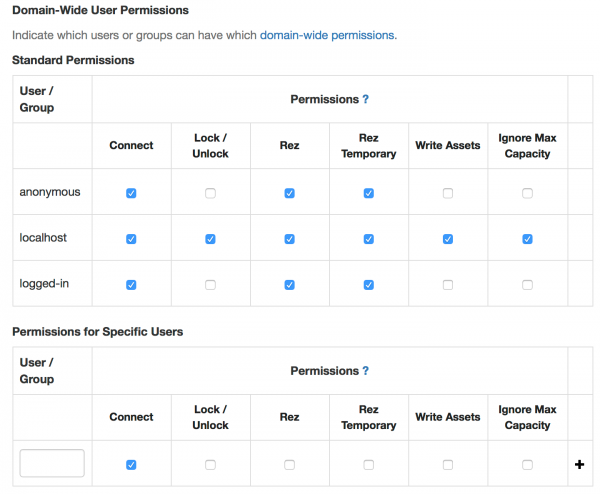 Domain-Wide User Permissions
Indicate which users or groups can have which domain-wide permissions.
Standard Permissions
User / Group Permissions ?
Connect Lock / Unlock Rez Rez Temporary Write Assets Ignore Max Capacity
anonymous
localhost
logged-in
Permissions for Specific Users
User / Group Permissions ?
Connect Lock / Unlock Rez Rez Temporary Write Assets Ignore Max Capacity
+